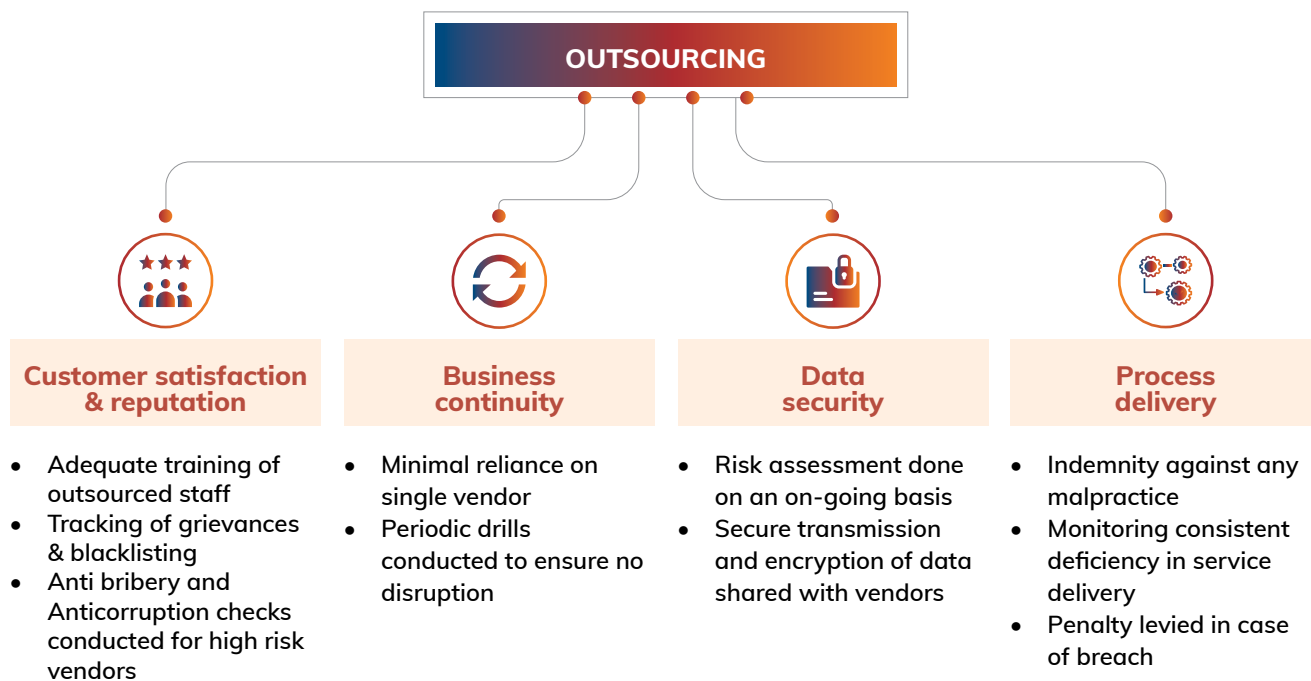 OUTSOURCING
Customer satisfaction
& reputation
• Adequate training of
outsourced staff
• Tracking of grievances
& blacklisting
• Anti bribery and
Anticorruption checks
conducted for high risk
vendors
Business
continuity
• Minimal reliance on
single vendor
• Periodic drills
conducted to ensure no
disruption
Data
security
• Risk assessment done
on an on-going basis
• Secure transmission
and encryption of data
shared with vendors
Process
delivery
• Indemnity against any
malpractice
• Monitoring consistent
deficiency in service
delivery
• Penalty levied in case
of breach